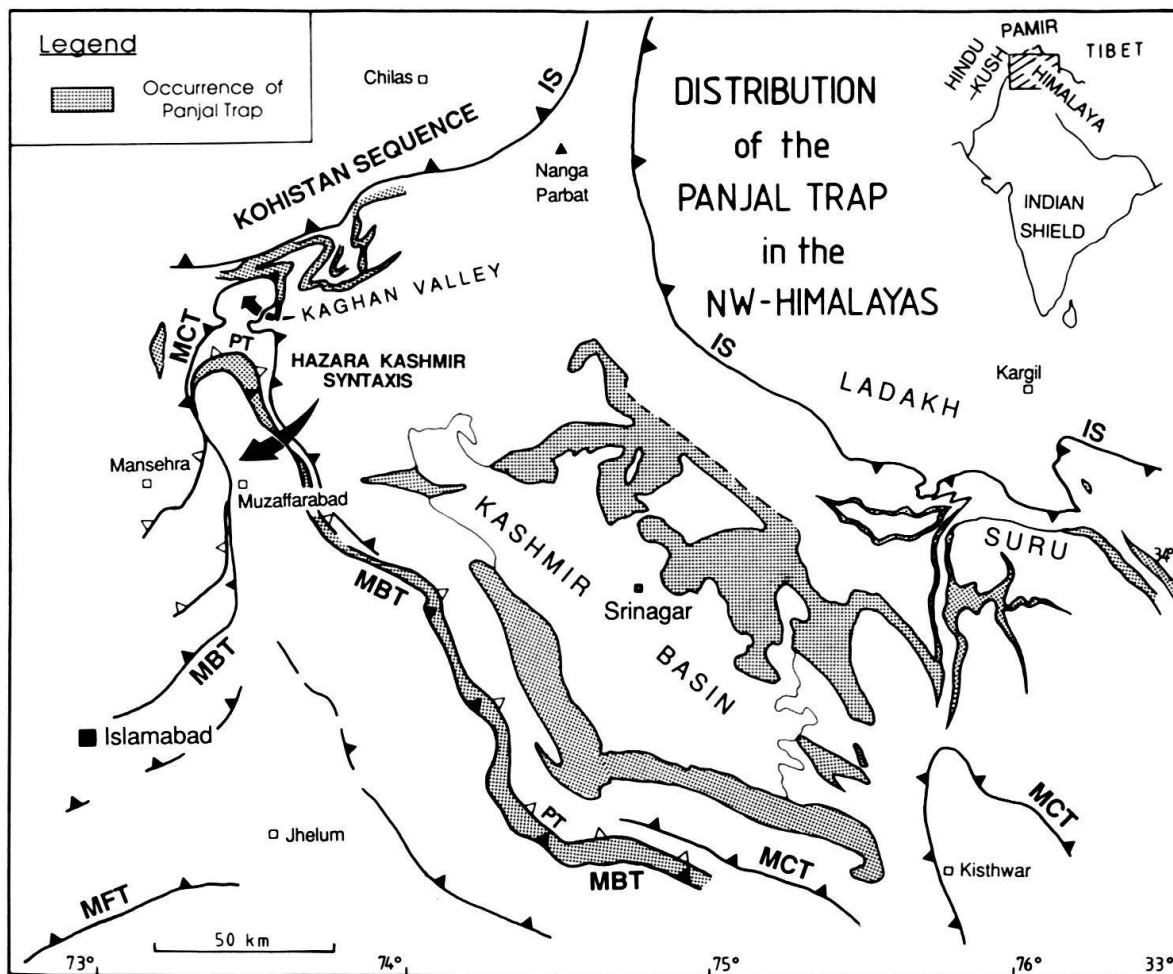 Legend
Occurrence of
Panjal Trap
Chilas
IS
KOHISTAN SEQUENCE
Nanga
Parbat
DISTRIBUTION
of the
PANJAL TRAP
in the
NW-HIMALAYAS
PAMIR
HINDU
-KUSH
TIBET
HIMALAYA
INDIAN
SHIELD
KAGHAN VALLEY
MCT
PT
HAZARA KASHMIR
SYNTAXIS
IS
LADAKH
Kargil
IS
Mansehra
Muzaffarabad
KASHMIR
BASIN
SURU
34°
MBT
Srinagar
MBT
Islamabad
Jhelum
PT
MBT
MCT
MCT
Kisthwar
MFT
50 km
73°
74°
75°
76°
33°